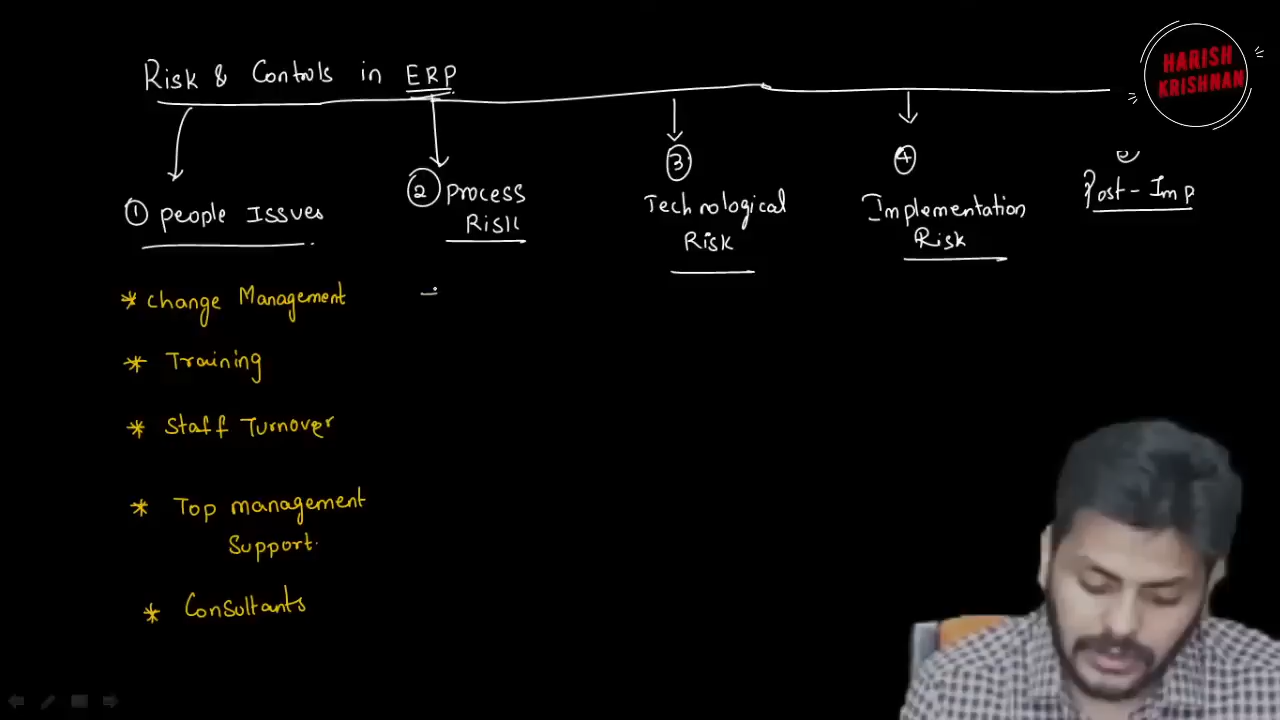 Risk & Controls in ERP
HARISH
KRISHNAN
① People Issues
② Process
Risk
③
Technological
Risk
④
Implementation
Risk
Post-Imp
* Change Management
* Training
* Staff Turnover
* Top management
Support.
* Consultants